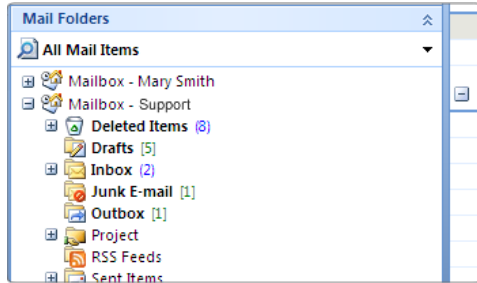 Mail Folders
All Mail Items
Mailbox - Mary Smith
Mailbox - Support
Deleted Items (8)
Drafts [5]
Inbox (2)
Junk E-mail [1]
Outbox [1]
Project
RSS Feeds
Sent Items